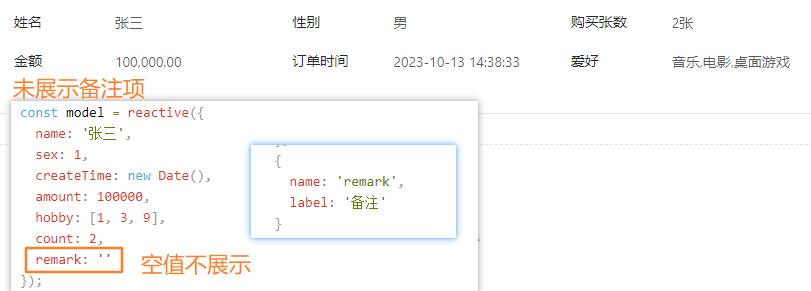 姓名 张三 性别 男 购买张数 2张
金额 100,000.00 订单时间 2023-10-13 14:38:33 爱好 音乐,电影,桌面游戏
未展示备注项
const model = reactive({
name: '张三',
sex: 1,
createTime: new Date(),
amount: 100000,
hobby: [1, 3, 9],
count: 2,
remark: ''
});
空值不展示
{
name: 'remark',
label: '备注'
}